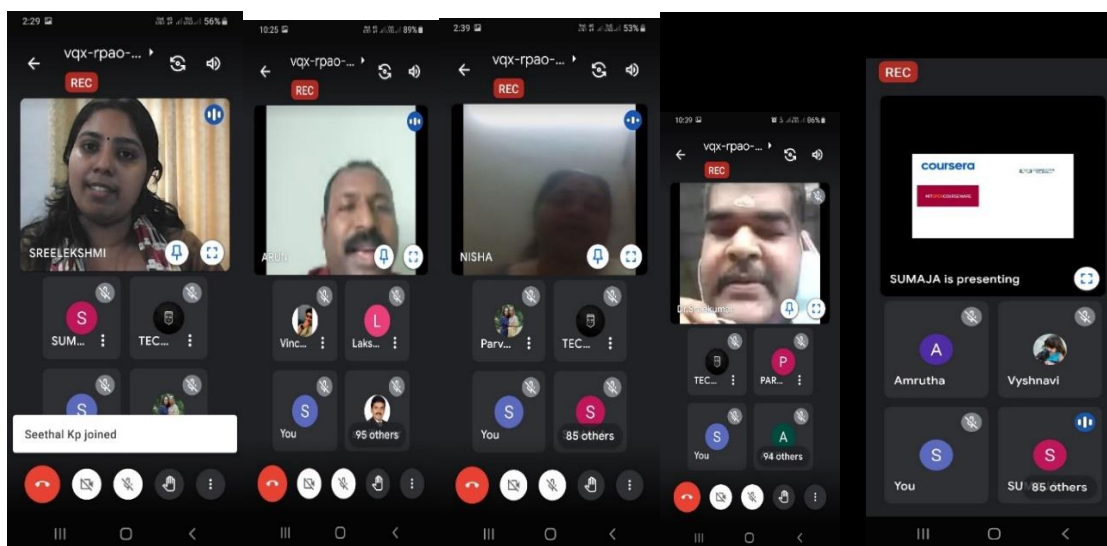 2:29 56%
vqx-rpao-...
REC
SREELEKSHMI
S
SUM...
TEC...
S
Seethal Kp joined
10:25 89%
vqx-rpao-...
REC
ARUN
Vinc...
L
Laks...
S
You
95 others
2:39 53%
vqx-rpao-...
REC
NISHA
Parv...
TEC...
S
You
S
85 others
10:39 86%
vqx-rpao-...
REC
Dr.Sreekumar
TEC...
P
PAR...
S
You
A
94 others
REC
coursera
MITOPENCOURSEWARE
SUMAJA is presenting
A
Amrutha
Vyshnavi
S
You
S
SU
85 others